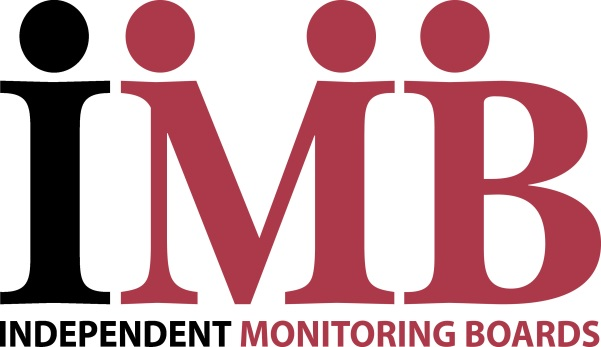 IMB
INDEPENDENT MONITORING BOARDS